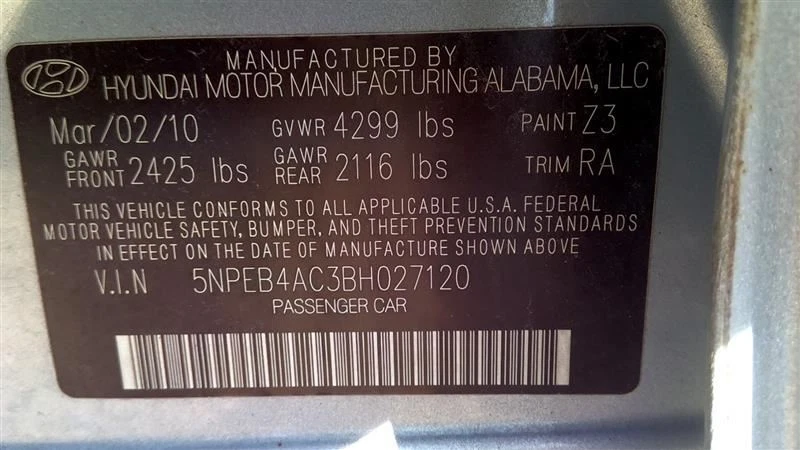 MANUFACTURED BY
HYUNDAI MOTOR MANUFACTURING ALABAMA, LLC
Mar/02/10 GVWR 4299 lbs PAINT Z3
GAWR FRONT 2425 lbs GAWR REAR 2116 lbs TRIM RA
THIS VEHICLE CONFORMS TO ALL APPLICABLE U.S.A. FEDERAL
MOTOR VEHICLE SAFETY, BUMPER, AND THEFT PREVENTION STANDARDS
IN EFFECT ON THE DATE OF MANUFACTURE SHOWN ABOVE
V.I.N 5NPEB4AC3BH027120
PASSENGER CAR